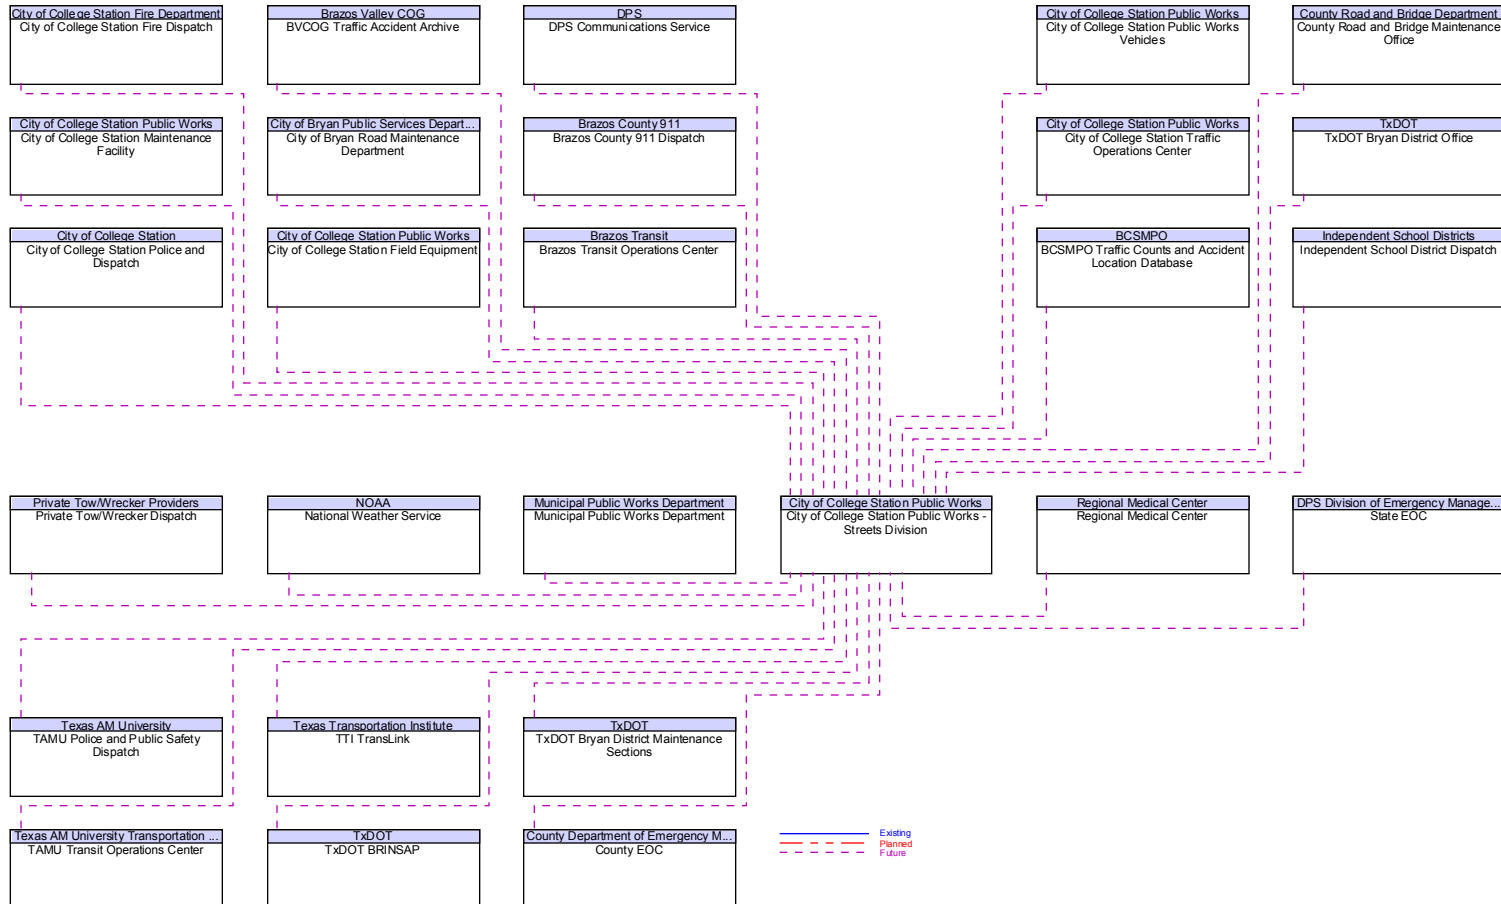 City of College Station Fire Department
City of College Station Fire Dispatch
Brazos Valley COG
BVCOG Traffic Accident Archive
DPS
DPS Communications Service
City of College Station Public Works
City of College Station Public Works
Vehicles
County Road and Bridge Department
County Road and Bridge Maintenance
Office
City of College Station Public Works
City of College Station Maintenance
Facility
City of Bryan Public Services Depart...
City of Bryan Road Maintenance
Department
Brazos County 911
Brazos County 911 Dispatch
City of College Station Public Works
City of College Station Traffic
Operations Center
TxDOT
TxDOT Bryan District Office
City of College Station
City of College Station Police and
Dispatch
City of College Station Public Works
City of College Station Field Equipment
Brazos Transit
Brazos Transit Operations Center
BCSMPO
BCSMPO Traffic Counts and Accident
Location Database
Independent School Districts
Independent School District Dispatch
Private Tow/Wrecker Providers
Private Tow/Wrecker Dispatch
NOAA
National Weather Service
Municipal Public Works Department
Municipal Public Works Department
City of College Station Public Works
City of College Station Public Works -
Streets Division
Regional Medical Center
Regional Medical Center
DPS Division of Emergency Manage...
State EOC
Texas AM University
TAMU Police and Public Safety
Dispatch
Texas Transportation Institute
TTI TransLink
TxDOT
TxDOT Bryan District Maintenance
Sections
Texas AM University Transportation ...
TAMU Transit Operations Center
TxDOT
TxDOT BRINSAP
County Department of Emergency M...
County EOC
Existing
Planned
Future